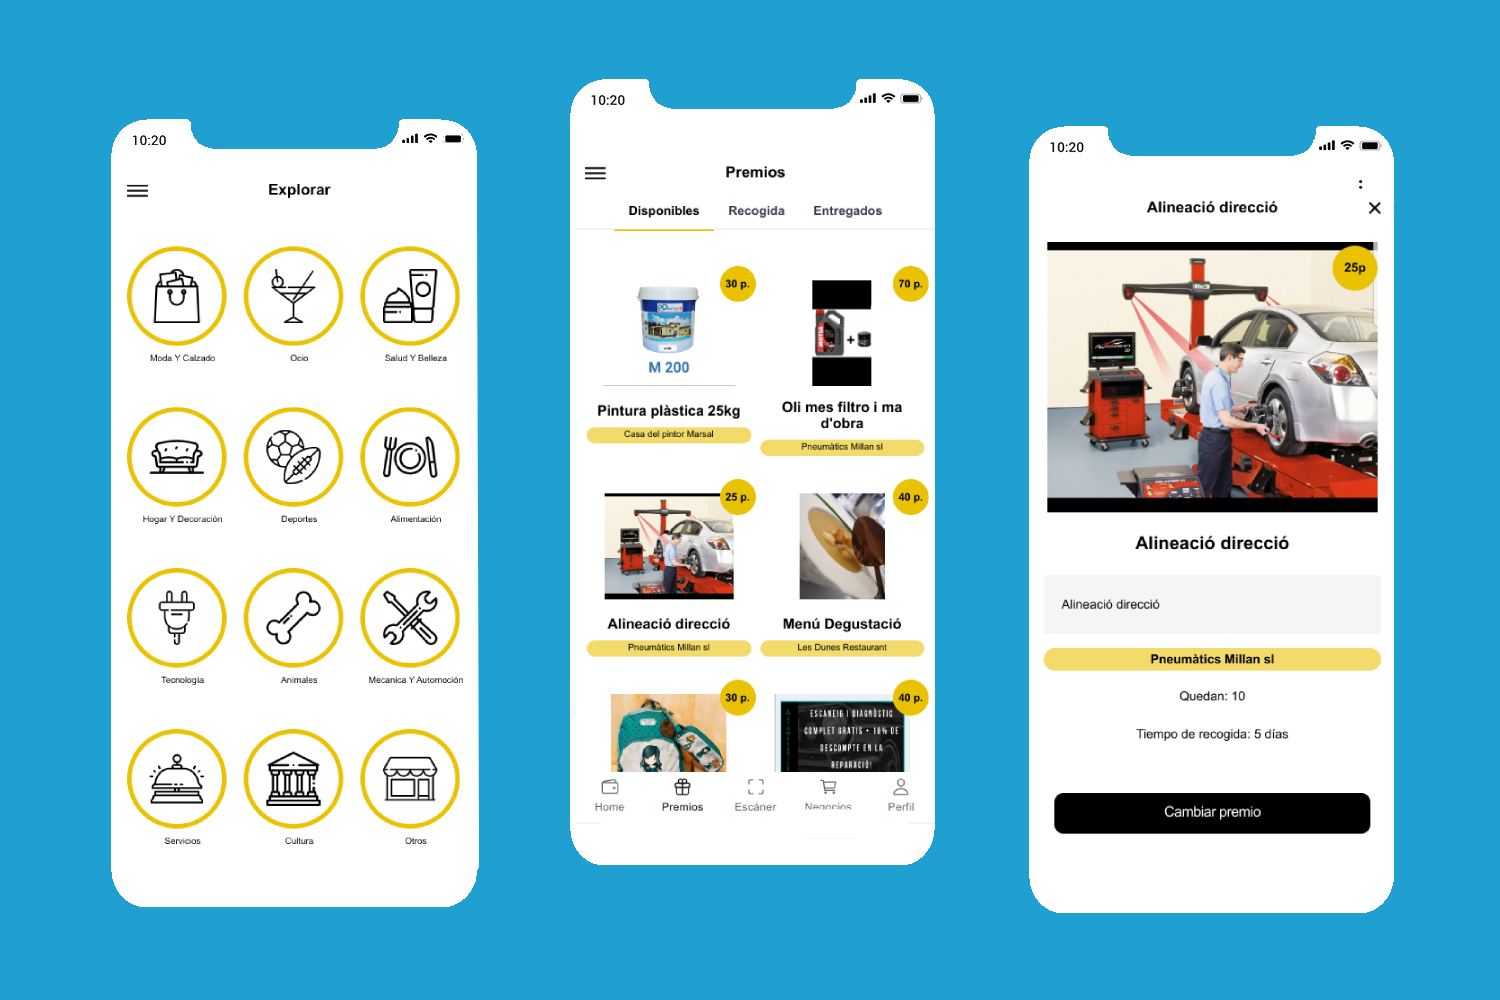 10:20
Explorar
Moda Y Calzado
Ocio
Salud Y Belleza
Hogar Y Decoración
Deportes
Alimentación
Tecnologia
Animales
Mecanica Y Automoción
Servicios
Cultura
Otros
10:20
Premios
Disponibles
Recogida
Entregados
30 p.
M 200
Pintura plàstica 25kg
Casa del pintor Marsal
70 p.
MOTUL
+
Oli mes filtro i ma
d'obra
Pneumàtics Millan sl
25 p.
Alineació direcció
Pneumàtics Millan sl
40 p.
Menú Degustació
Les Dunes Restaurant
30 p.
40 p.
ESCANEIG I DIAGNÒSTIC
COMPLET GRATIS + 10% DE
DESCOMPTE EN LA
REPARACIÓ!
Home
Premios
Escáner
Negocios
Perfil
10:20
Alineació direcció
25p
Alineació direcció
Alineació direcció
Pneumàtics Millan sl
Quedan: 10
Tiempo de recogida: 5 días
Cambiar premio